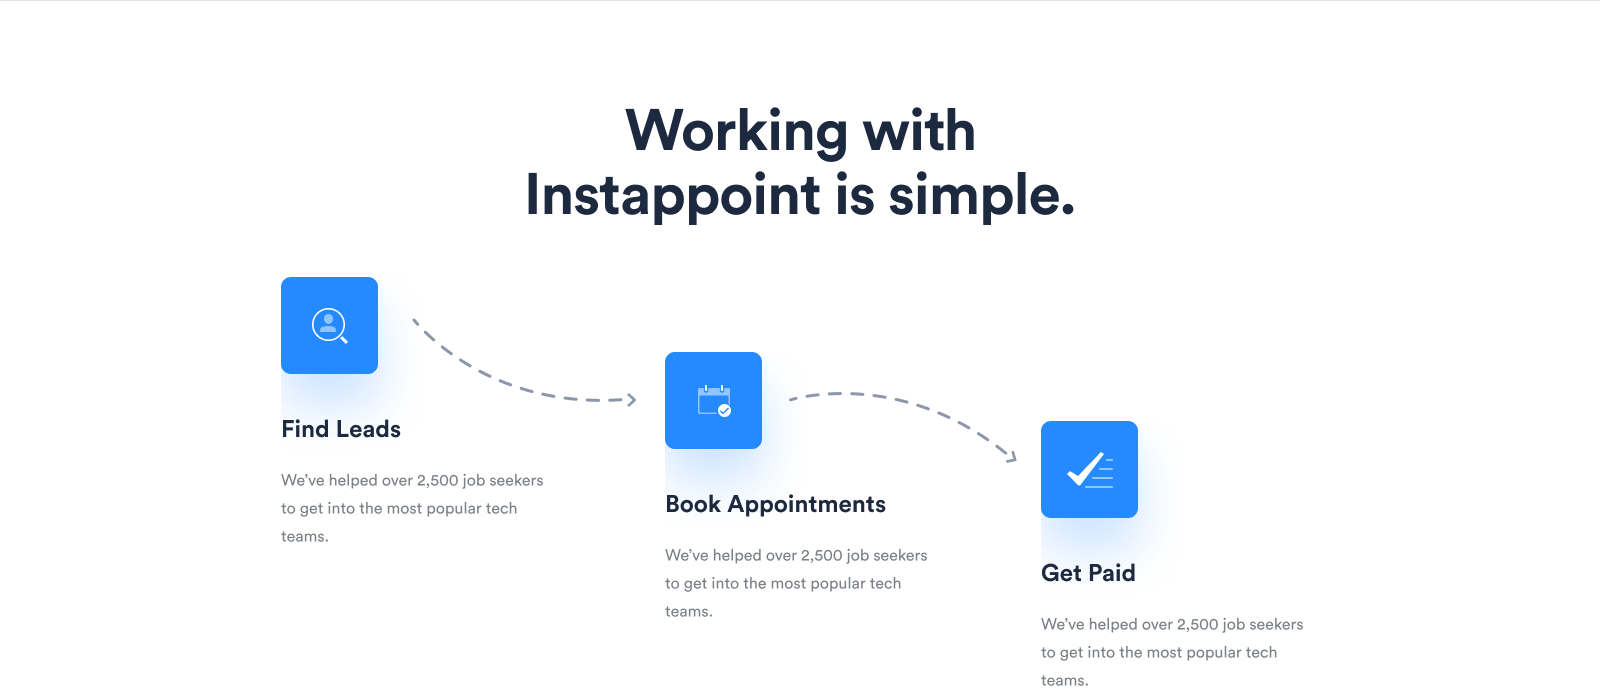 Working with
Instappoint is simple.
Find Leads
We’ve helped over 2,500 job seekers
to get into the most popular tech
teams.
Book Appointments
We’ve helped over 2,500 job seekers
to get into the most popular tech
teams.
Get Paid
We’ve helped over 2,500 job seekers
to get into the most popular tech
teams.